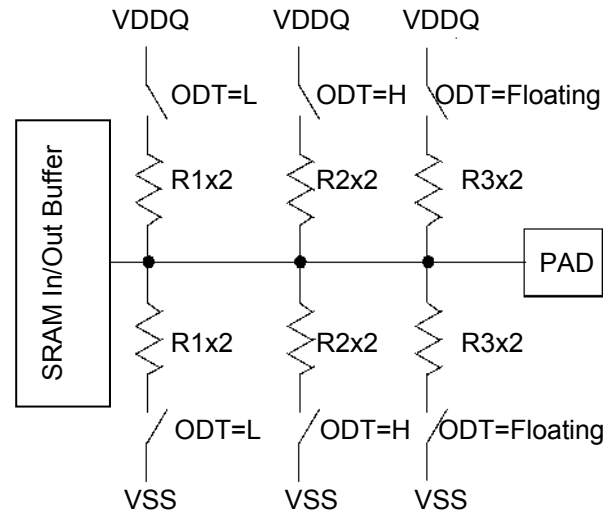 VDDQ VDDQ VDDQ
ODT=L ODT=H ODT=Floating
SRAM In/Out Buffer
R1x2 R2x2 R3x2
PAD
R1x2 R2x2 R3x2
ODT=L ODT=H ODT=Floating
VSS VSS VSS